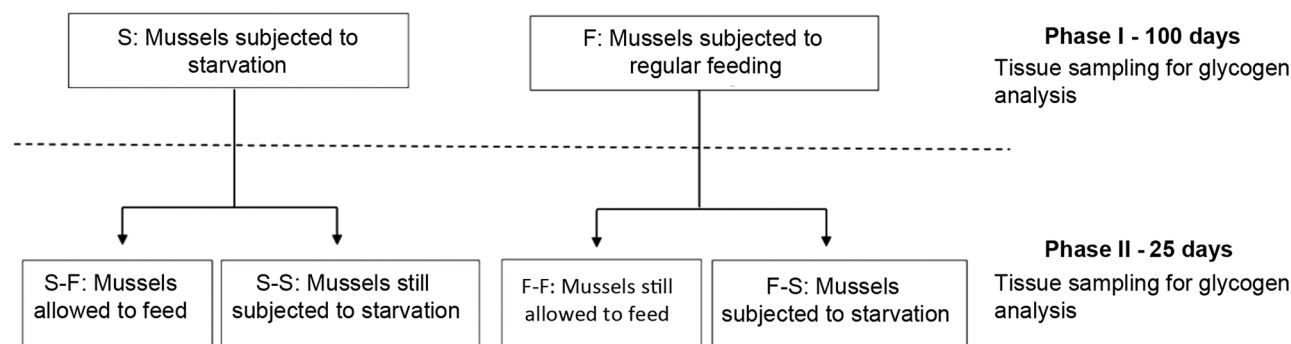 S: Mussels subjected to
starvation
F: Mussels subjected to
regular feeding
Phase I - 100 days
Tissue sampling for glycogen
analysis
S-F: Mussels
allowed to feed
S-S: Mussels still
subjected to starvation
F-F: Mussels still
allowed to feed
F-S: Mussels
subjected to starvation
Phase II - 25 days
Tissue sampling for glycogen
analysis